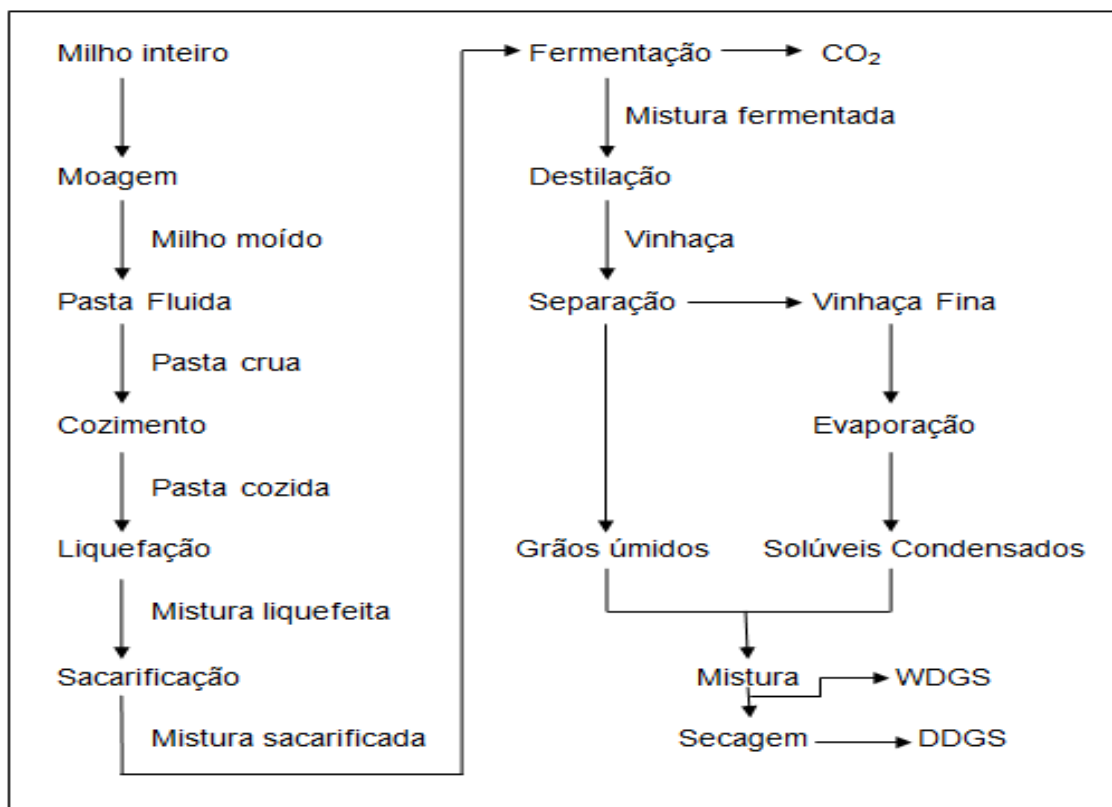 Milho inteiro
Moagem
Milho moído
Pasta Fluida
Pasta crua
Cozimento
Pasta cozida
Liquefação
Mistura liquefeita
Sacarificação
Mistura sacarificada
Fermentação
CO₂
Mistura fermentada
Destilação
Vinhaça
Separação
Vinhaça Fina
Evaporação
Grãos úmidos
Solúveis Condensados
Mistura
WDGS
Secagem
DDGS